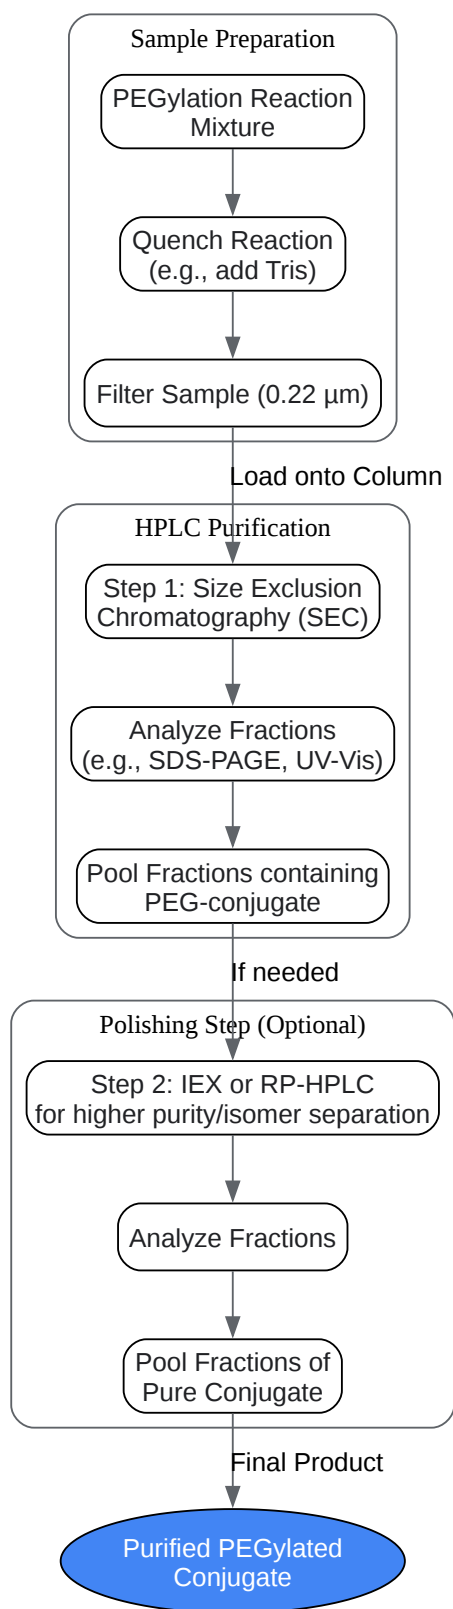 Sample Preparation
PEGylation Reaction
Mixture
Quench Reaction
(e.g., add Tris)
Filter Sample (0.22 µm)
Load onto Column
HPLC Purification
Step 1: Size Exclusion
Chromatography (SEC)
Analyze Fractions
(e.g., SDS-PAGE, UV-Vis)
Pool Fractions containing
PEG-conjugate
If needed
Polishing Step (Optional)
Step 2: IEX or RP-HPLC
for higher purity/isomer separation
Analyze Fractions
Pool Fractions of
Pure Conjugate
Final Product
Purified PEGylated
Conjugate